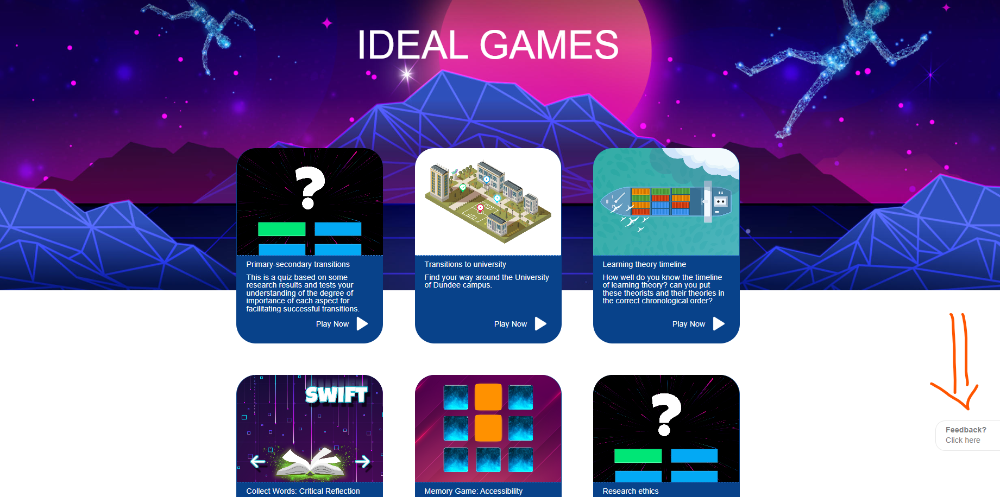 IDEAL GAMES
?
Primary-secondary transitions
This is a quiz based on some
research results and tests your
understanding of the degree of
importance of each aspect for
facilitating successful transitions.
Play Now
Transitions to university
Find your way around the University
of Dundee campus.
Play Now
Learning theory timeline
How well do you know the timeline
of learning theory? can you put
these theorists and their theories in
the correct chronological order?
Play Now
Feedback?
Click here
SWIFT
Collect Words: Critical Reflection
Memory Game: Accessibility
?
Research ethics